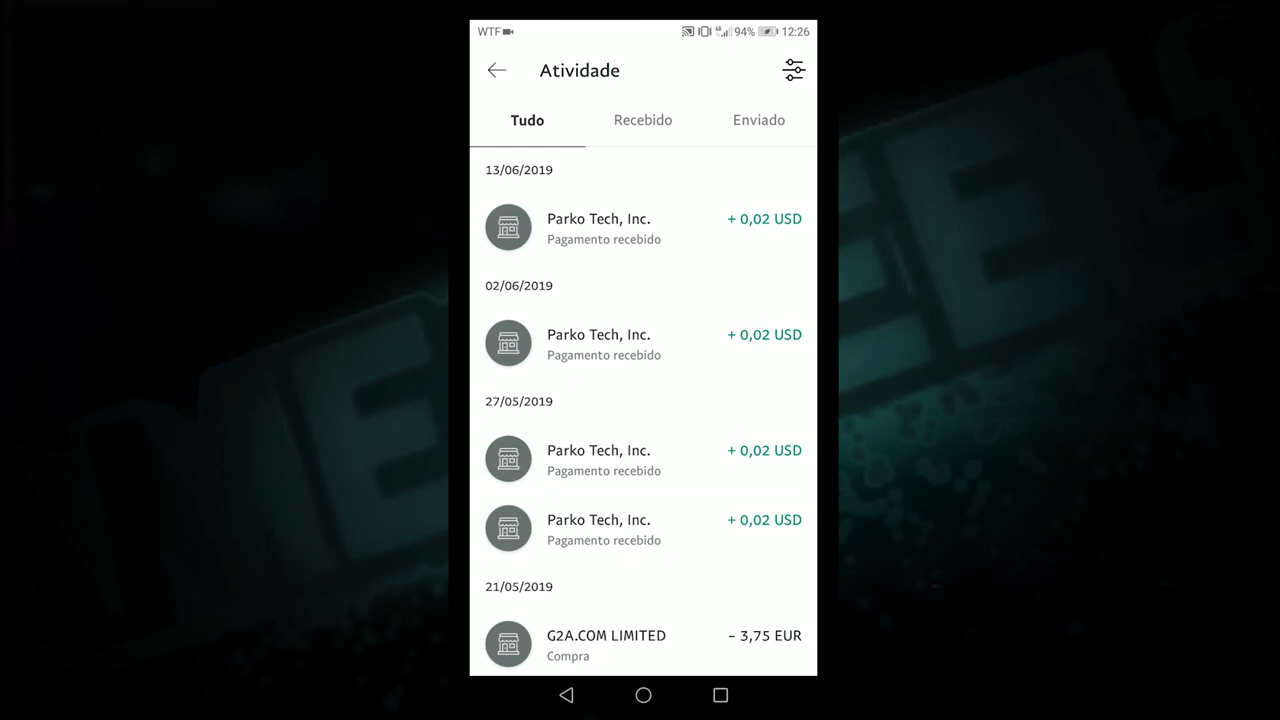 WTF 94% 12:26
Atividade
Tudo Recebido Enviado
13/06/2019
Parko Tech, Inc. + 0,02 USD
Pagamento recebido
02/06/2019
Parko Tech, Inc. + 0,02 USD
Pagamento recebido
27/05/2019
Parko Tech, Inc. + 0,02 USD
Pagamento recebido
Parko Tech, Inc. + 0,02 USD
Pagamento recebido
21/05/2019
G2A.COM LIMITED - 3,75 EUR
Compra